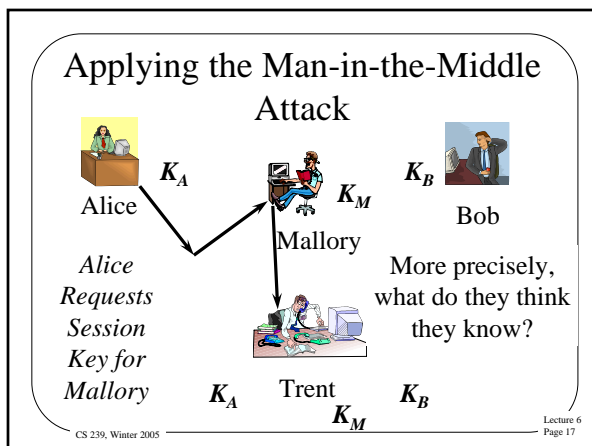 Applying the Man-in-the-Middle
Attack
K_A
K_M
K_B
Alice
Mallory
Bob
Alice
Requests
Session
Key for
Mallory
More precisely,
what do they think
they know?
Trent
K_A
K_M
K_B
CS 239, Winter 2005
Lecture 6
Page 17